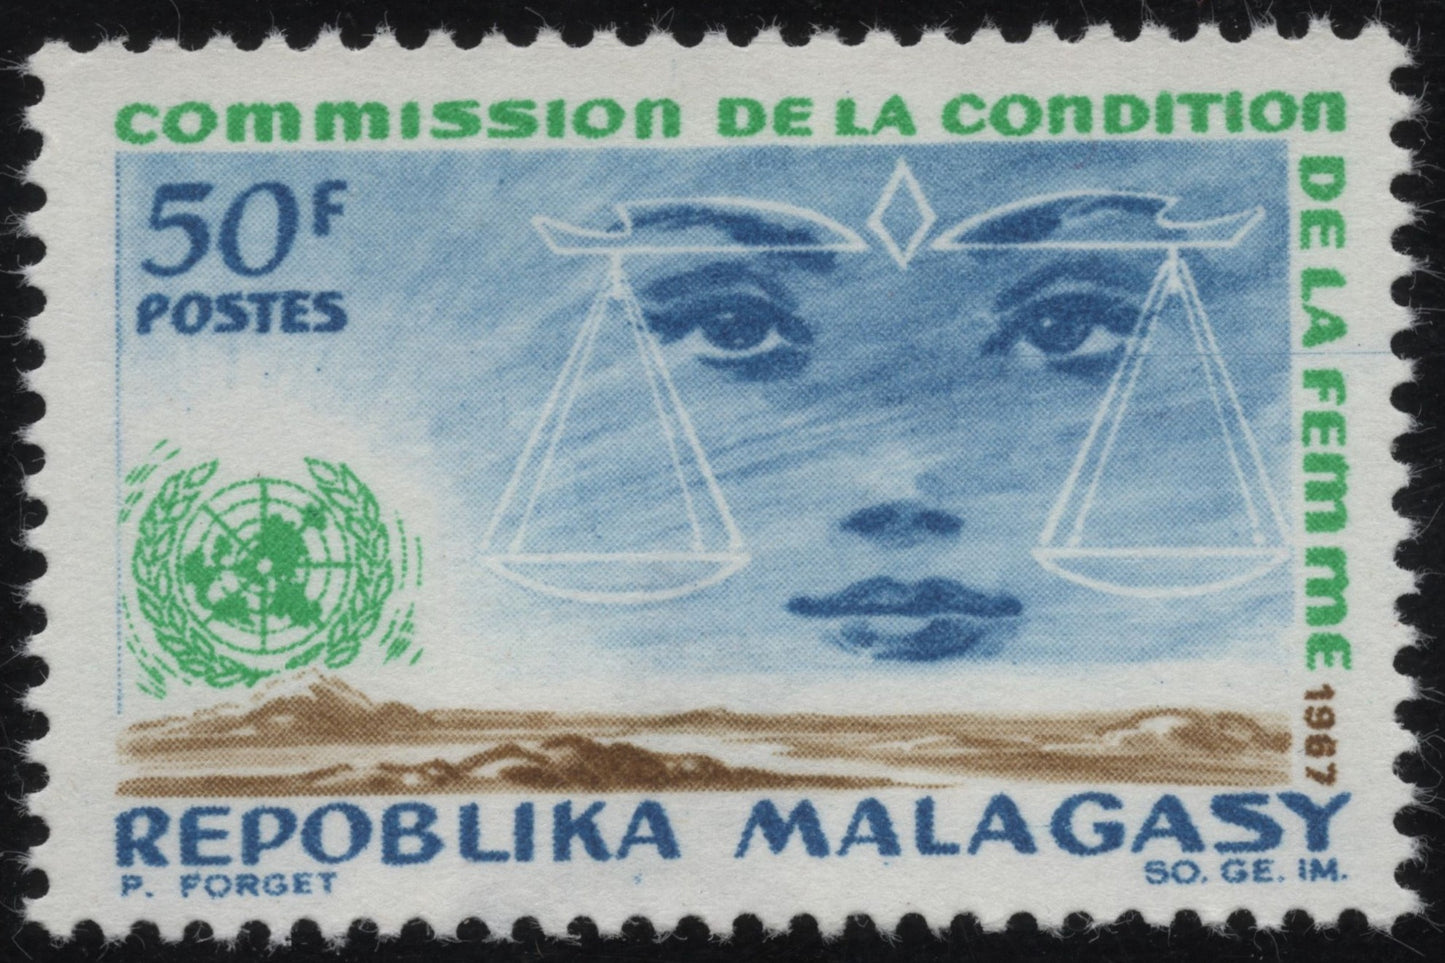 COMMISSION DE LA CONDITION
DE LA FEMME 1967
50F
POSTES
REPOBLIKA MALAGASY
P. FORGET
SO. GE. IM.